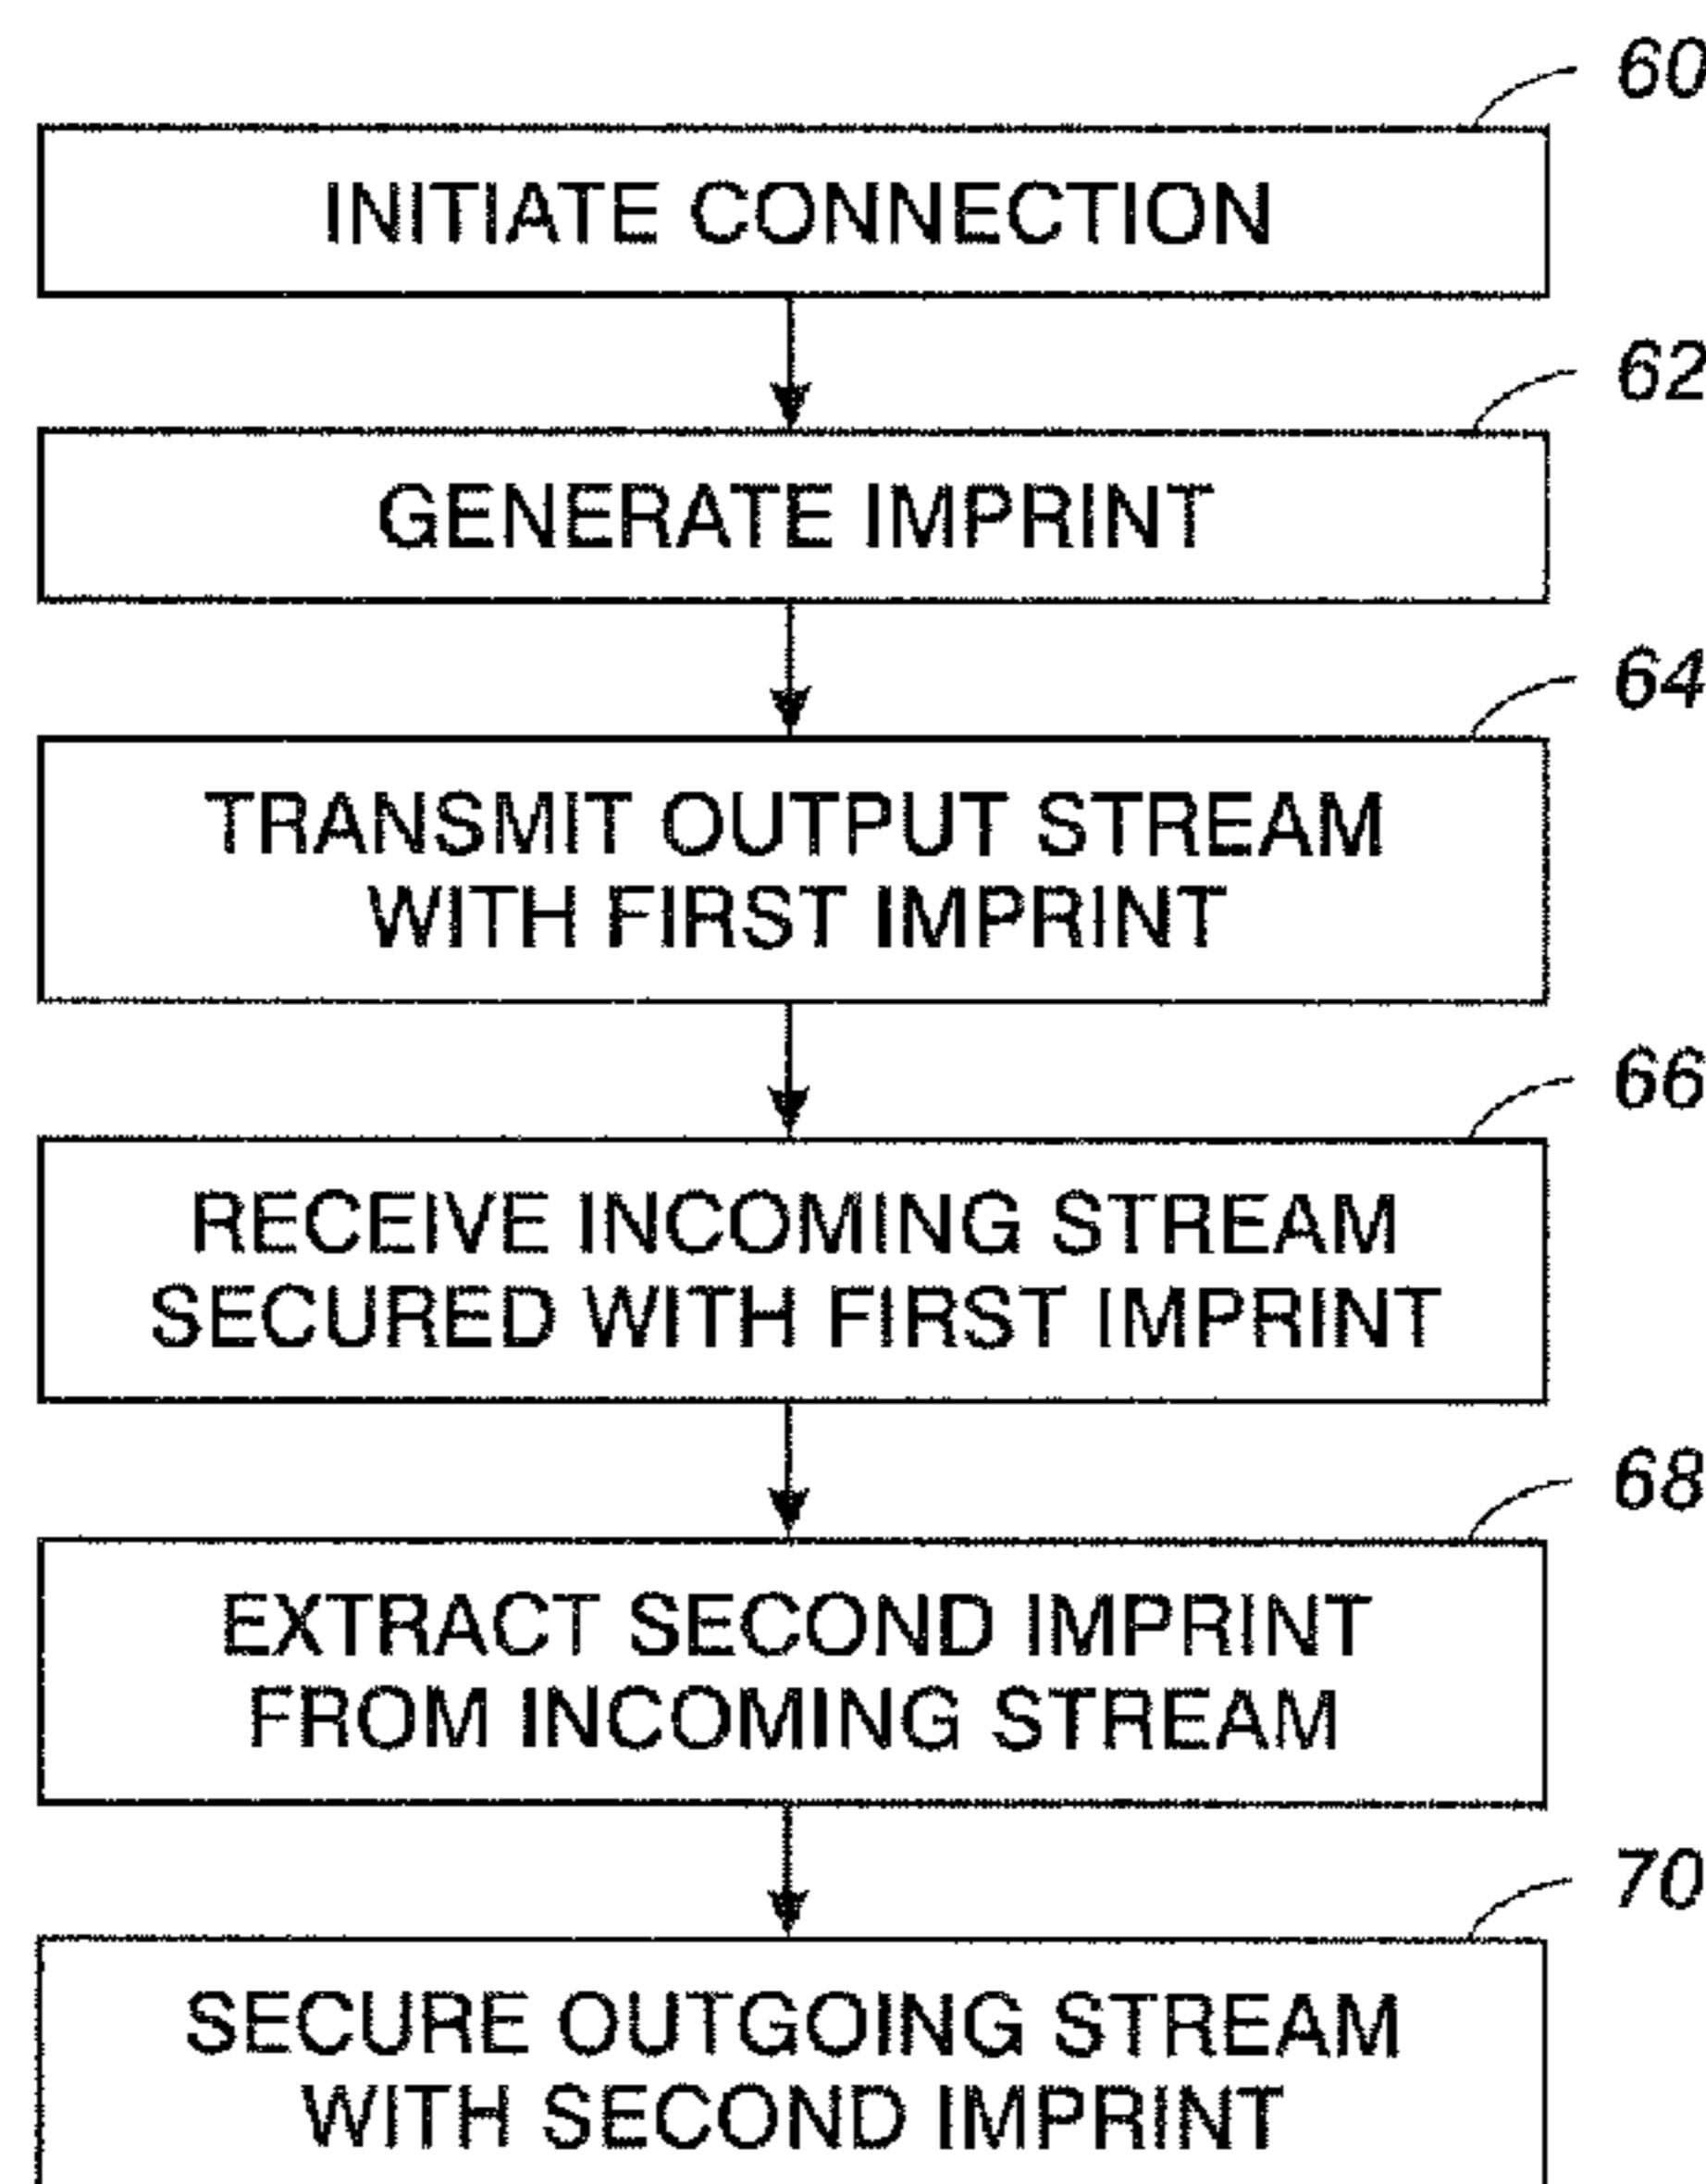 60
INITIATE CONNECTION
62
GENERATE IMPRINT
64
TRANSMIT OUTPUT STREAM
WITH FIRST IMPRINT
66
RECEIVE INCOMING STREAM
SECURED WITH FIRST IMPRINT
68
EXTRACT SECOND IMPRINT
FROM INCOMING STREAM
70
SECURE OUTGOING STREAM
WITH SECOND IMPRINT